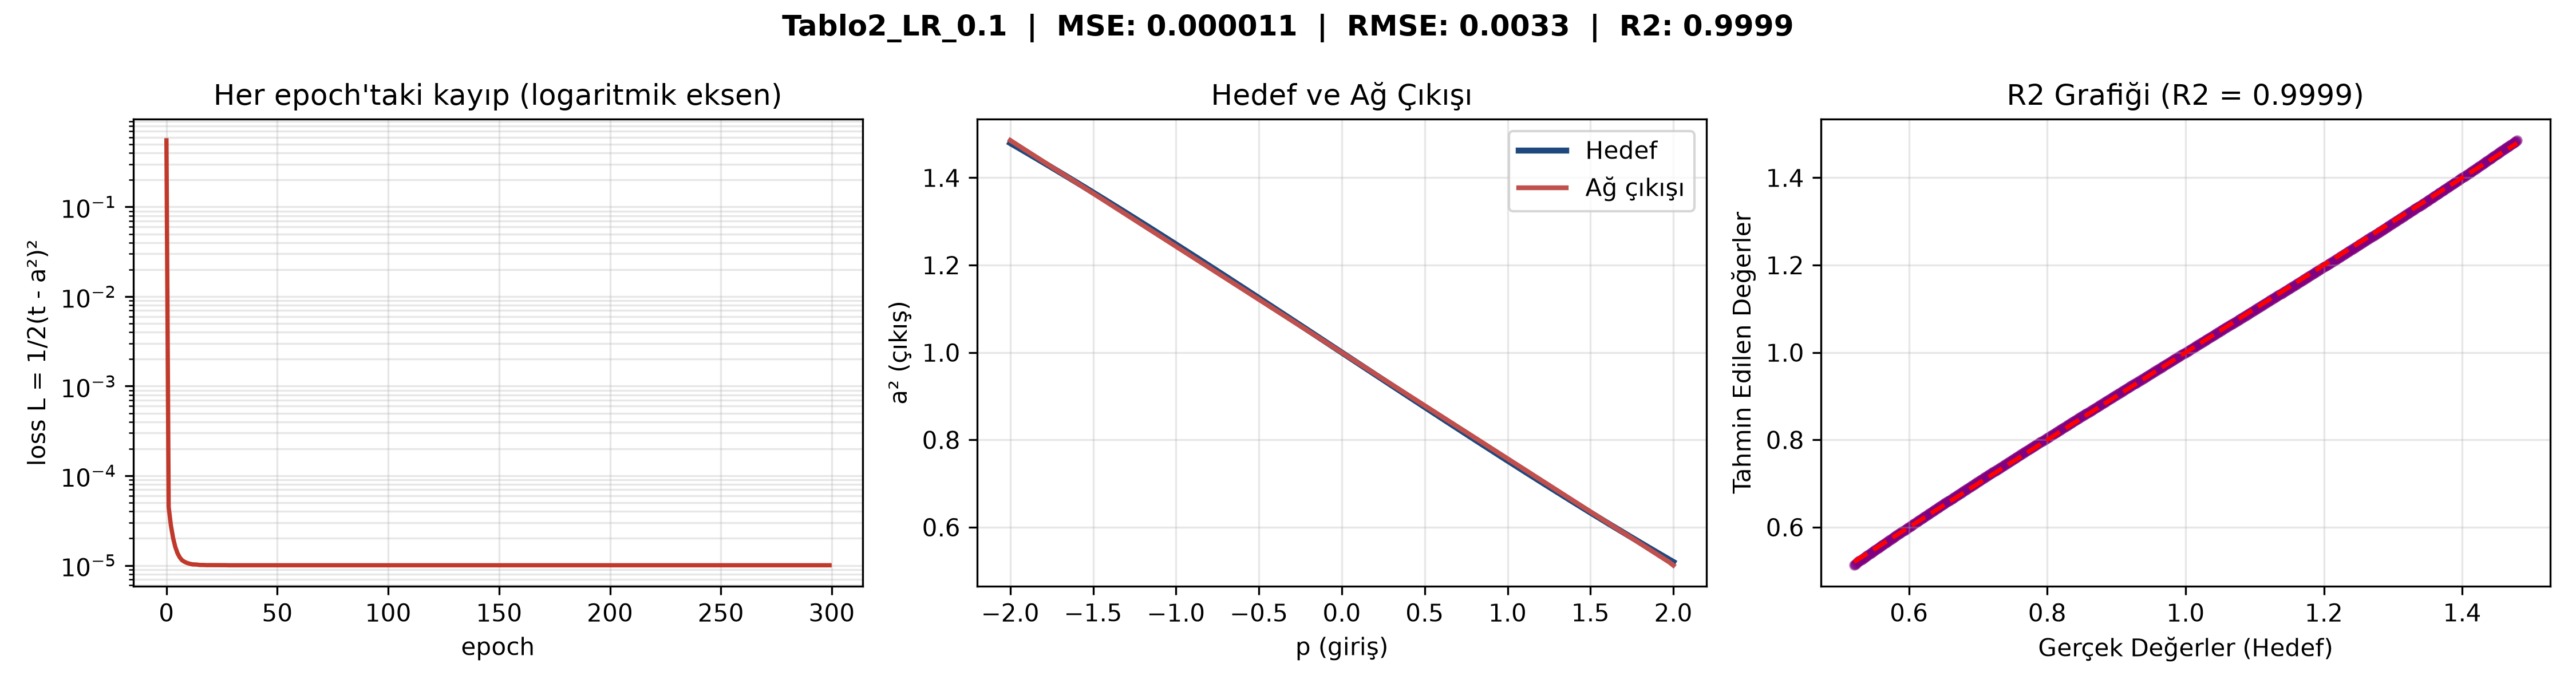 Tablo2_LR_0.1 | MSE: 0.000011 | RMSE: 0.0033 | R2: 0.9999
Her epoch'taki kayıp (logaritmik eksen)
loss L = 1/2(t - a²)²
10⁻¹
10⁻²
10⁻³
10⁻⁴
10⁻⁵
0 50 100 150 200 250 300
epoch
Hedef ve Ağ Çıkışı
Hedef
Ağ çıkışı
a² (çıkış)
1.4
1.2
1.0
0.8
0.6
−2.0 −1.5 −1.0 −0.5 0.0 0.5 1.0 1.5 2.0
p (giriş)
R2 Grafiği (R2 = 0.9999)
Tahmin Edilen Değerler
1.4
1.2
1.0
0.8
0.6
0.6 0.8 1.0 1.2 1.4
Gerçek Değerler (Hedef)